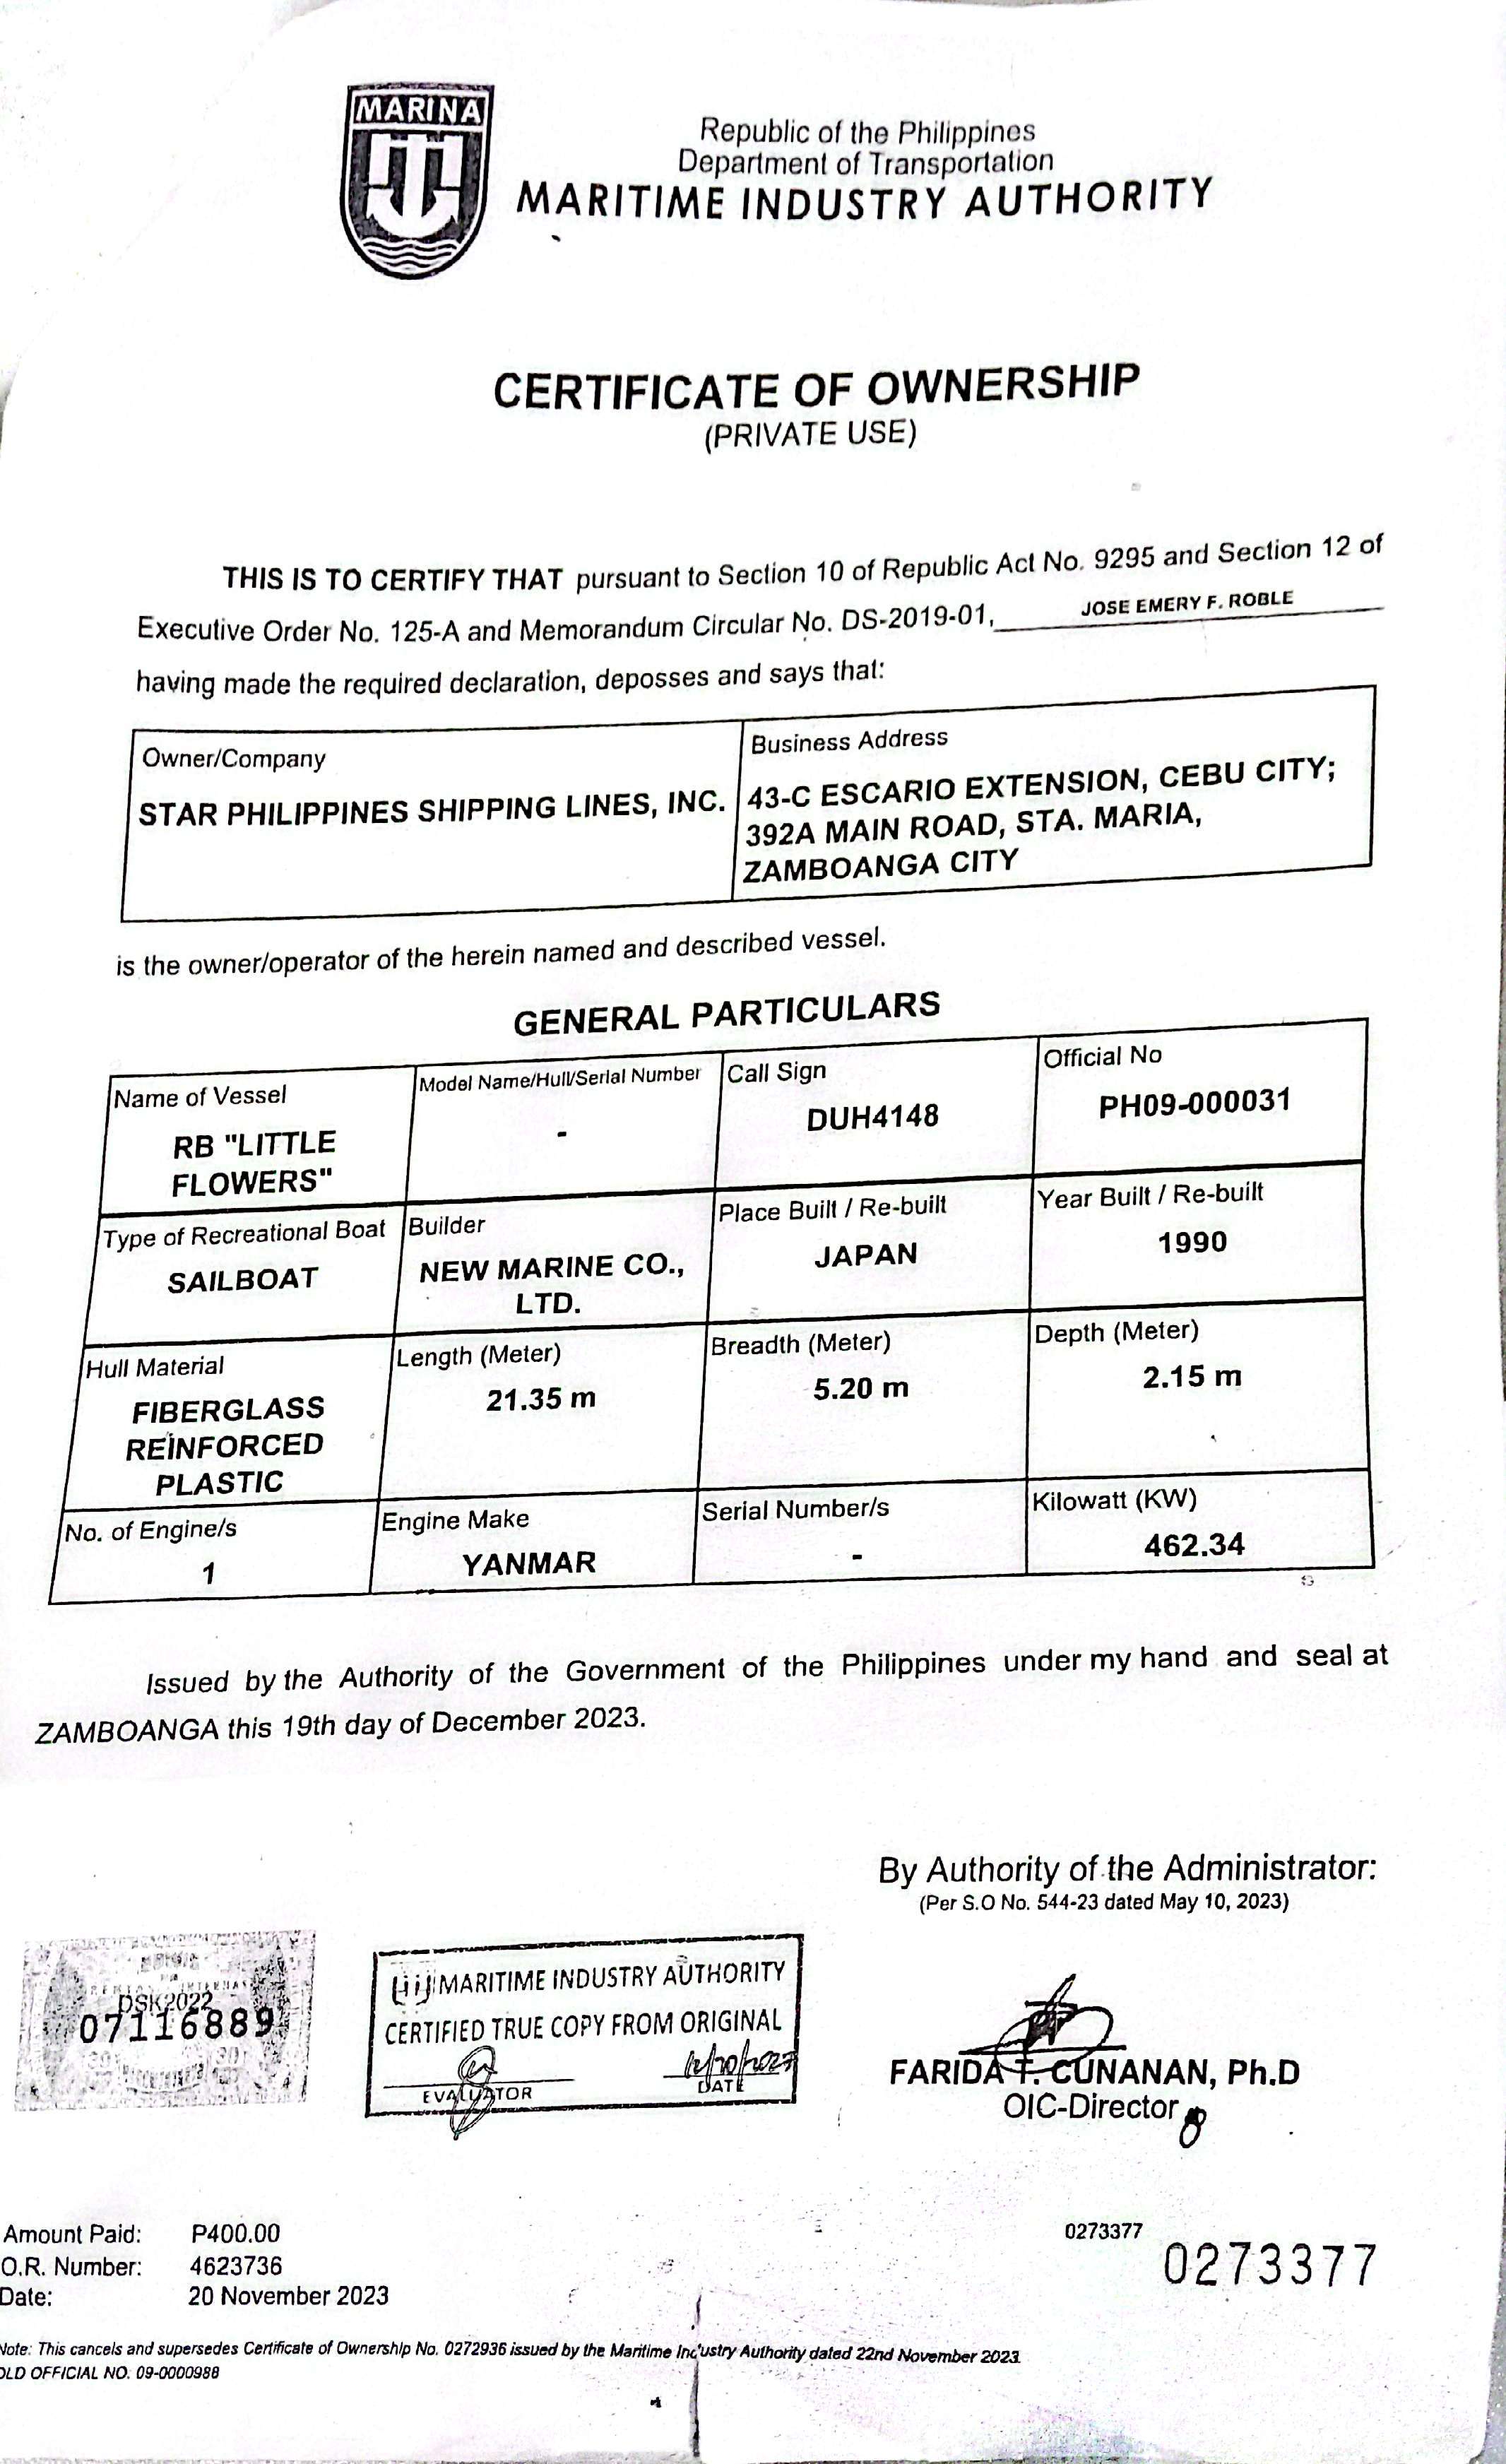 MARINA
Republic of the Philippines
Department of Transportation
MARITIME INDUSTRY AUTHORITY
CERTIFICATE OF OWNERSHIP
(PRIVATE USE)
THIS IS TO CERTIFY THAT pursuant to Section 10 of Republic Act No. 9295 and Section 12 of
Executive Order No. 125-A and Memorandum Circular No. DS-2019-01, JOSE EMERY F. ROBLE
having made the required declaration, deposses and says that:
Owner/Company
STAR PHILIPPINES SHIPPING LINES, INC.
Business Address
43-C ESCARIO EXTENSION, CEBU CITY;
392A MAIN ROAD, STA. MARIA,
ZAMBOANGA CITY
is the owner/operator of the herein named and described vessel.
GENERAL PARTICULARS
Name of Vessel
RB "LITTLE
FLOWERS"
Model Name/Hull/Serial Number
-
Call Sign
DUH4148
Official No
PH09-000031
Type of Recreational Boat
SAILBOAT
Builder
NEW MARINE CO.,
LTD.
Place Built / Re-built
JAPAN
Year Built / Re-built
1990
Hull Material
FIBERGLASS
REINFORCED
PLASTIC
Length (Meter)
21.35 m
Breadth (Meter)
5.20 m
Depth (Meter)
2.15 m
No. of Engine/s
1
Engine Make
YANMAR
Serial Number/s
-
Kilowatt (KW)
462.34
Issued by the Authority of the Government of the Philippines under my hand and seal at
ZAMBOANGA this 19th day of December 2023.
By Authority of the Administrator:
(Per S.O No. 544-23 dated May 10, 2023)
DSK2022
07116889
MARITIME INDUSTRY AUTHORITY
CERTIFIED TRUE COPY FROM ORIGINAL
EVALUATOR
DATE
FARIDA T. CUNANAN, Ph.D
OIC-Director
Amount Paid: P400.00
O.R. Number: 4623736
Date: 20 November 2023
0273377
0273377
Note: This cancels and supersedes Certificate of Ownership No. 0272936 issued by the Maritime Industry Authority dated 22nd November 2023.
OLD OFFICIAL NO. 09-0000988